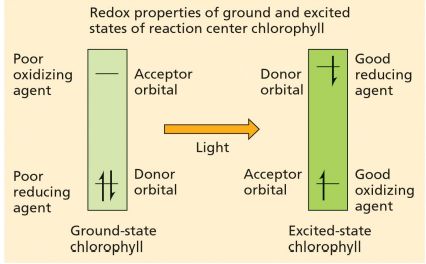 Redox properties of ground and excited
states of reaction center chlorophyll
Poor
oxidizing
agent
Acceptor
orbital
Poor
reducing
agent
Donor
orbital
Ground-state
chlorophyll
Light
Donor
orbital
Good
reducing
agent
Acceptor
orbital
Good
oxidizing
agent
Excited-state
chlorophyll